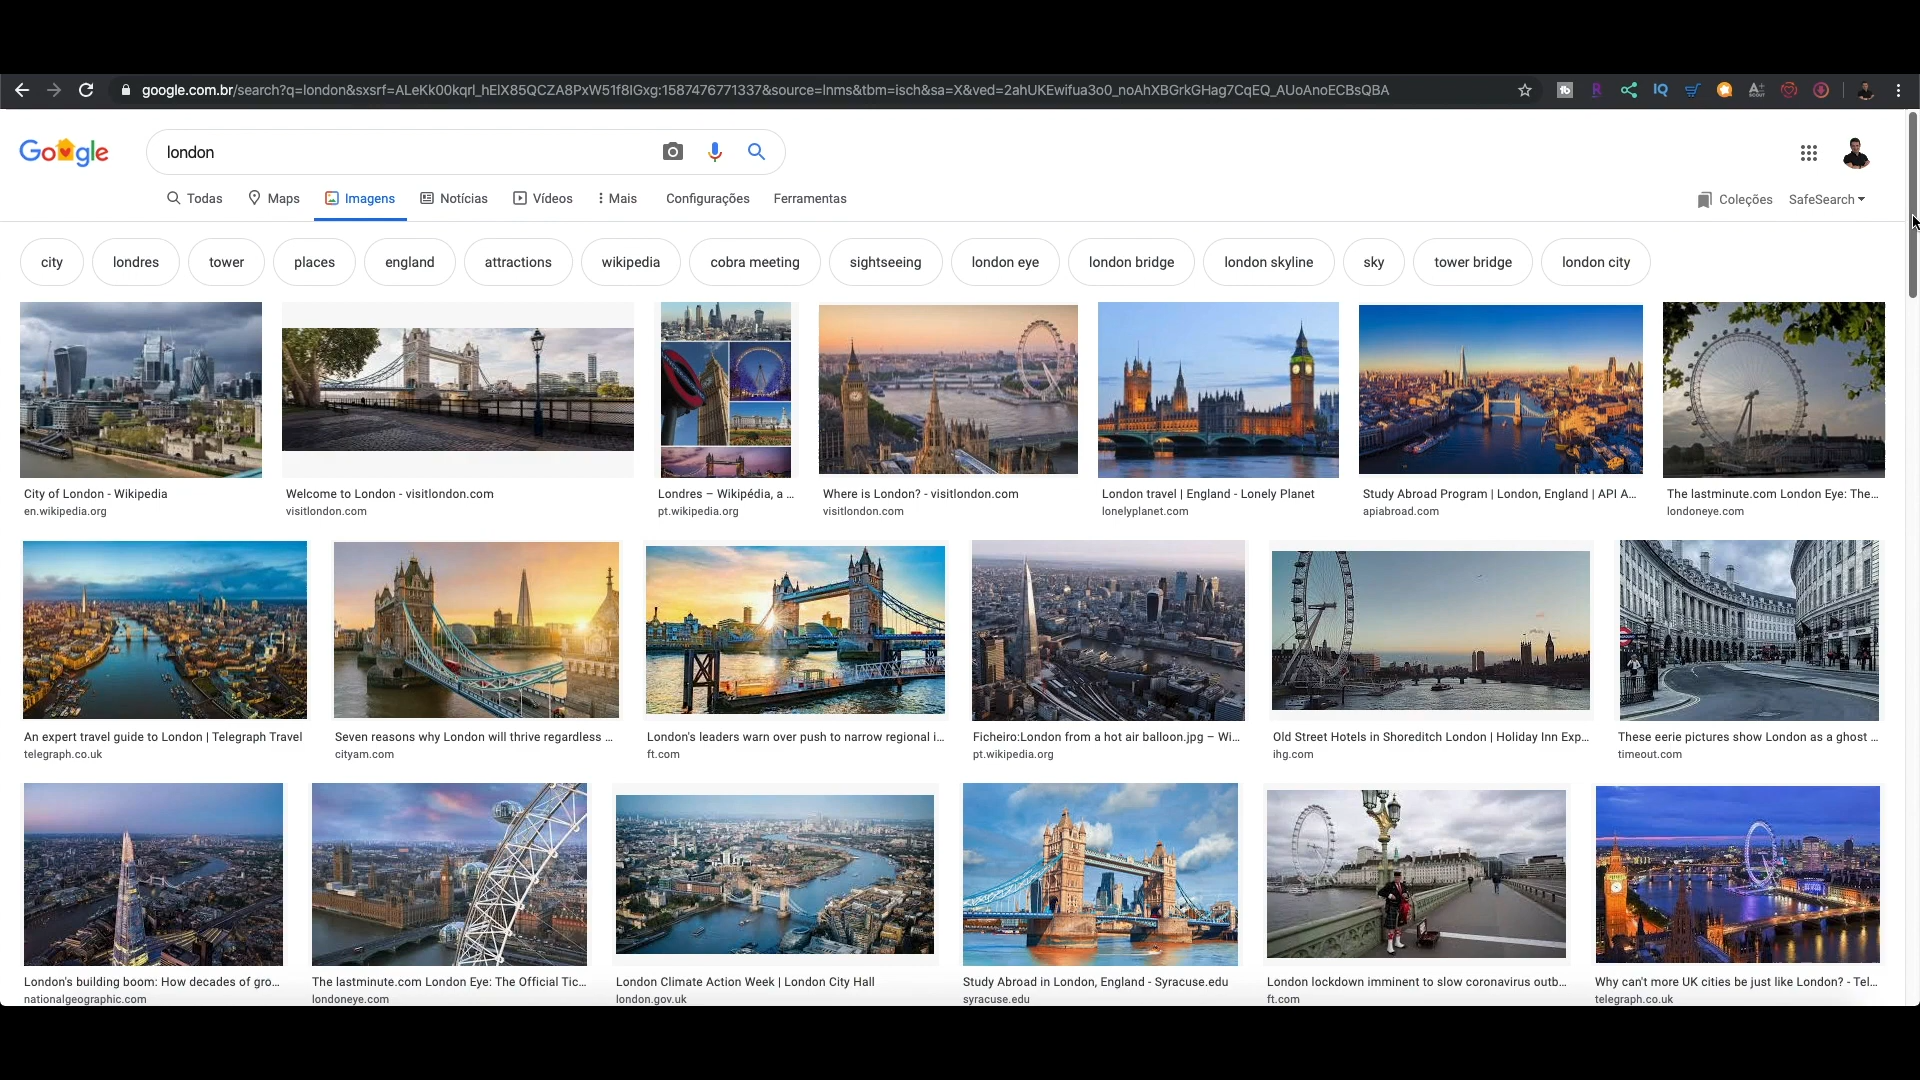 google.com.br/search?q=london&sxsrf=ALeKk00kqrl_hElX85QCZA8PxW51f8lGxg:1587476771337&source=lnms&tbm=isch&sa=X&ved=2ahUKEwifua3o0_noAhXBGrkGHag7CqEQ_AUoAnoECBsQBA
Google
london
Todas Maps Imagens Notícias Vídeos Mais Configurações Ferramentas Coleções SafeSearch
city londres tower places england attractions wikipedia cobra meeting sightseeing london eye london bridge london skyline sky tower bridge london city
City of London - Wikipedia
en.wikipedia.org
Welcome to London - visitlondon.com
visitlondon.com
Londres – Wikipédia, a ...
pt.wikipedia.org
Where is London? - visitlondon.com
visitlondon.com
London travel | England - Lonely Planet
lonelyplanet.com
Study Abroad Program | London, England | API A...
apiabroad.com
The lastminute.com London Eye: The...
londoneye.com
An expert travel guide to London | Telegraph Travel
telegraph.co.uk
Seven reasons why London will thrive regardless ...
cityam.com
London's leaders warn over push to narrow regional i...
ft.com
Ficheiro:London from a hot air balloon.jpg – Wi...
pt.wikipedia.org
Old Street Hotels in Shoreditch London | Holiday Inn Exp...
ihg.com
These eerie pictures show London as a ghost ...
timeout.com
London's building boom: How decades of gro...
nationalgeographic.com
The lastminute.com London Eye: The Official Tic...
londoneye.com
London Climate Action Week | London City Hall
london.gov.uk
Study Abroad in London, England - Syracuse.edu
syracuse.edu
London lockdown imminent to slow coronavirus outb...
ft.com
Why can't more UK cities be just like London? - Tel...
telegraph.co.uk